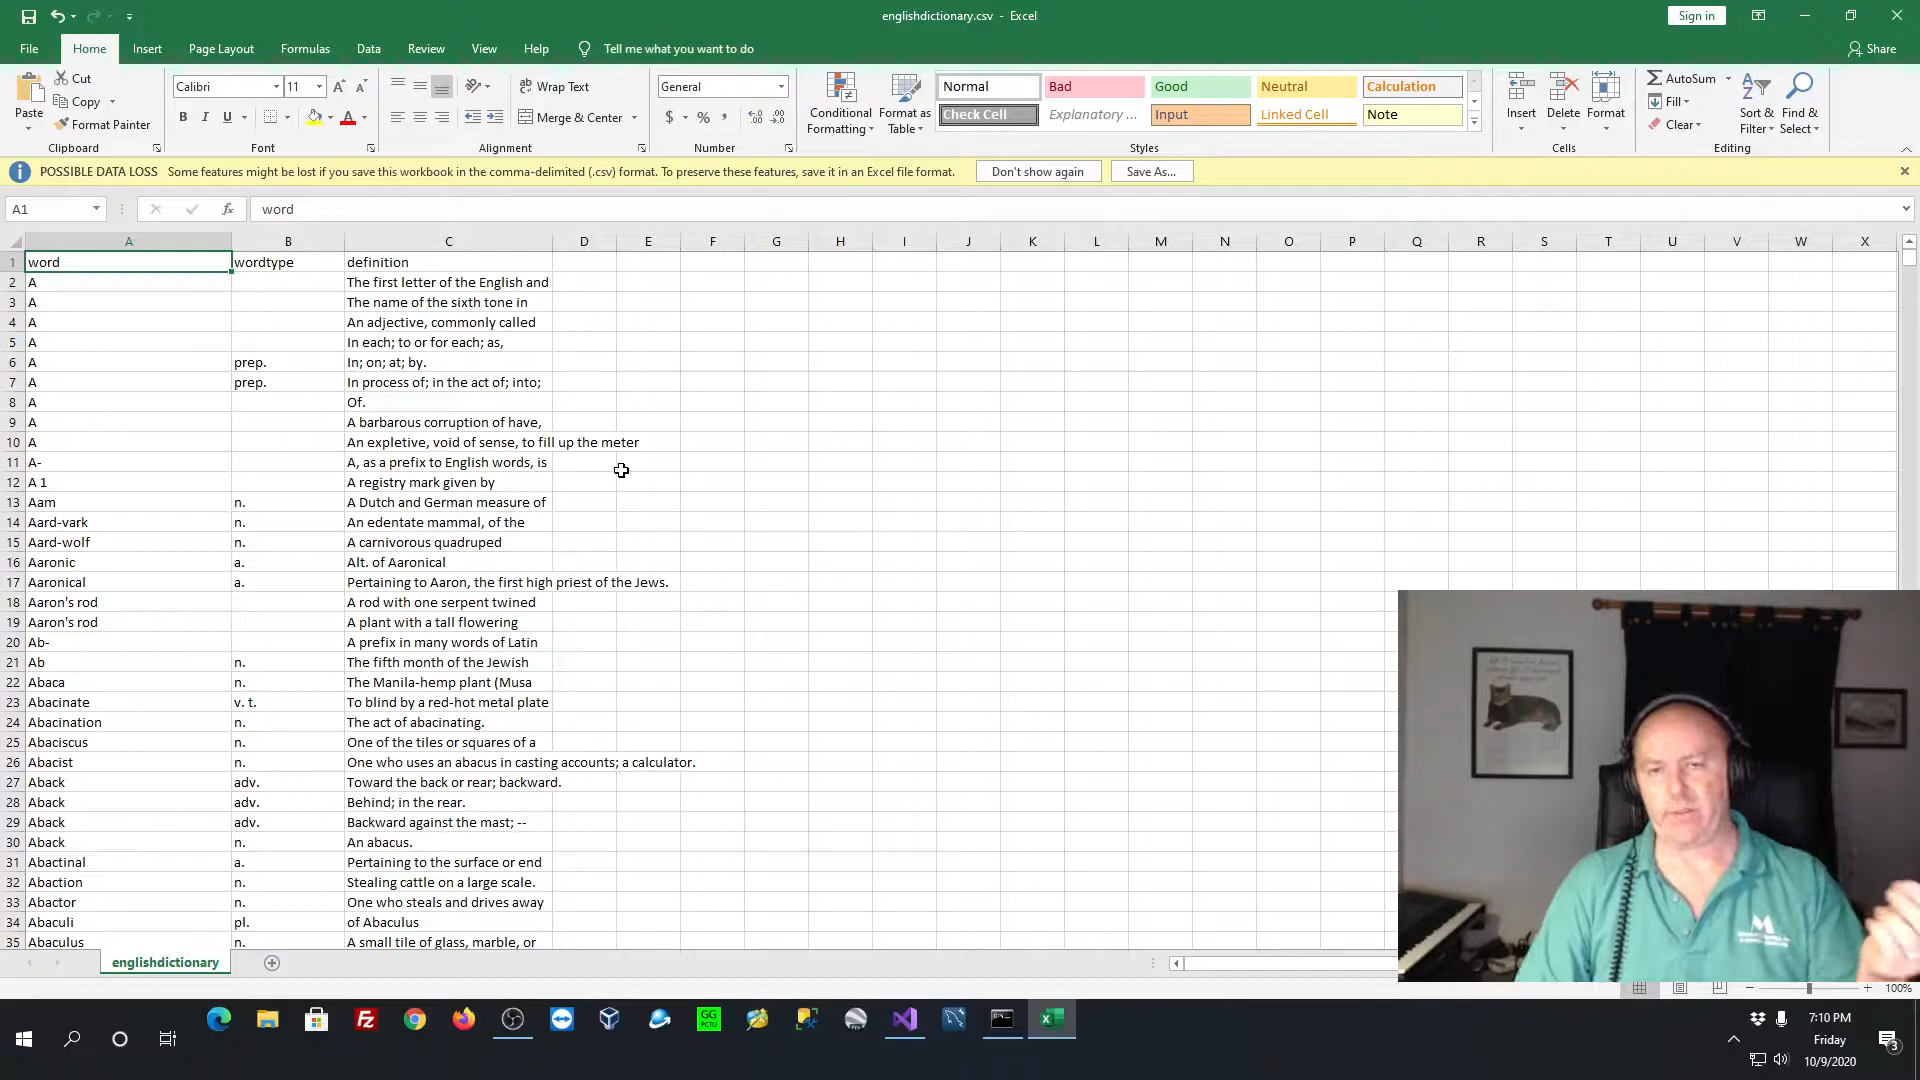 englishdictionary.csv - Excel
Sign in
File Home Insert Page Layout Formulas Data Review View Help Tell me what you want to do Share
Cut
Copy
Format Painter
Paste
Clipboard
Calibri 11
B I U
Font
Wrap Text
Merge & Center
Alignment
General
$ % ,
Number
Conditional Formatting
Format as Table
Normal Bad Good Neutral Calculation
Check Cell Explanatory ... Input Linked Cell Note
Styles
Insert Delete Format
Cells
AutoSum
Fill
Clear
Sort & Filter
Find & Select
Editing
POSSIBLE DATA LOSS Some features might be lost if you save this workbook in the comma-delimited (.csv) format. To preserve these features, save it in an Excel file format. Don't show again Save As...
A1 fx word
A B C D E F G H I J K L M N O P Q R S T U V W X
1 word wordtype definition
2 A The first letter of the English and
3 A The name of the sixth tone in
4 A An adjective, commonly called
5 A In each; to or for each; as,
6 A prep. In; on; at; by.
7 A prep. In process of; in the act of; into;
8 A Of.
9 A A barbarous corruption of have,
10 A An expletive, void of sense, to fill up the meter
11 A- A, as a prefix to English words, is
12 A 1 A registry mark given by
13 Aam n. A Dutch and German measure of
14 Aard-vark n. An edentate mammal, of the
15 Aard-wolf n. A carnivorous quadruped
16 Aaronic a. Alt. of Aaronical
17 Aaronical a. Pertaining to Aaron, the first high priest of the Jews.
18 Aaron's rod A rod with one serpent twined
19 Aaron's rod A plant with a tall flowering
20 Ab- A prefix in many words of Latin
21 Ab n. The fifth month of the Jewish
22 Abaca n. The Manila-hemp plant (Musa
23 Abacinate v. t. To blind by a red-hot metal plate
24 Abacination n. The act of abacinating.
25 Abaciscus n. One of the tiles or squares of a
26 Abacist n. One who uses an abacus in casting accounts; a calculator.
27 Aback adv. Toward the back or rear; backward.
28 Aback adv. Behind; in the rear.
29 Aback adv. Backward against the mast; --
30 Aback n. An abacus.
31 Abactinal a. Pertaining to the surface or end
32 Abaction n. Stealing cattle on a large scale.
33 Abactor n. One who steals and drives away
34 Abaculi pl. of Abaculus
35 Abaculus n. A small tile of glass, marble, or
englishdictionary
100%
GG
PCTU
7:10 PM
Friday
10/9/2020
3